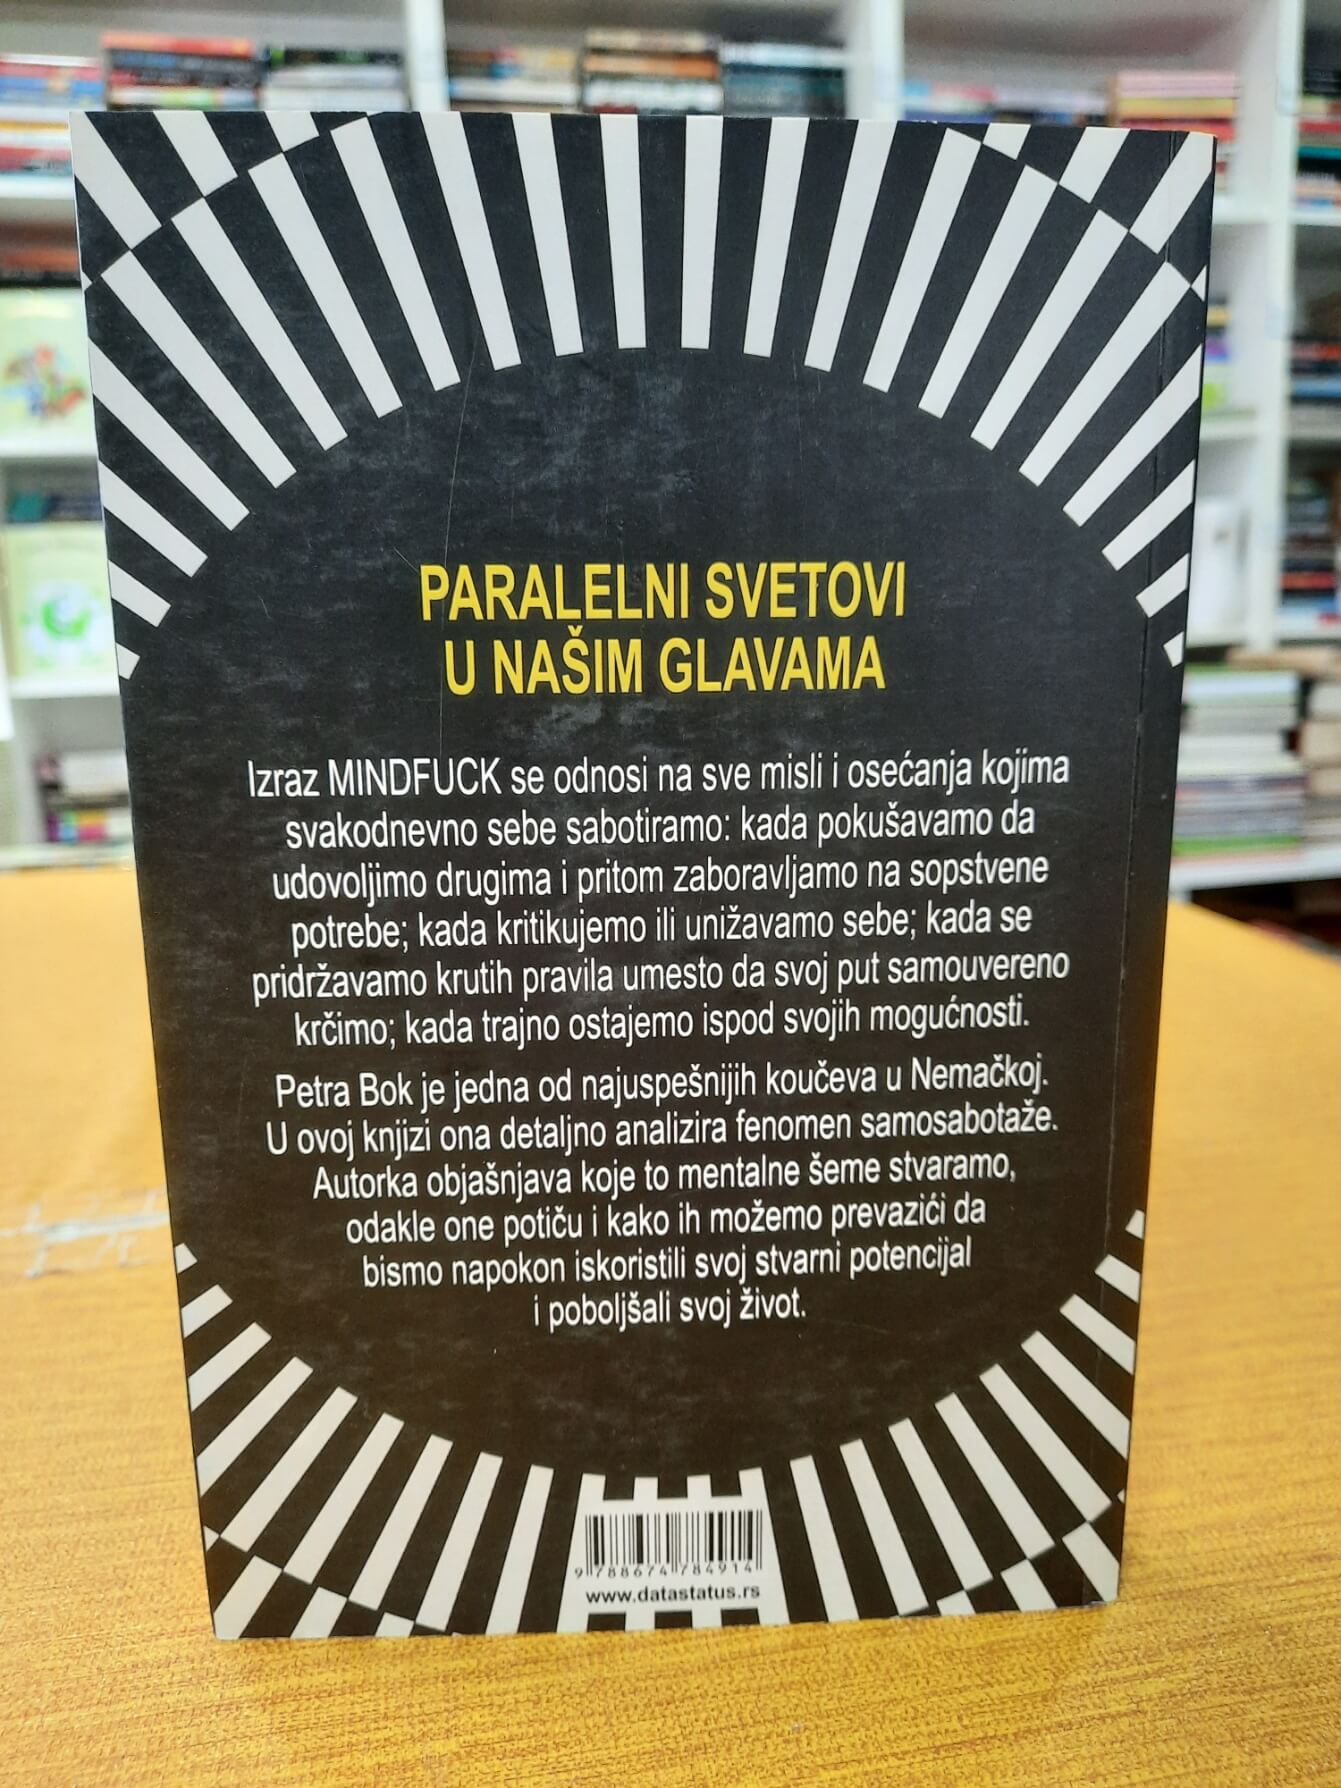 PARALELNI SVETOVI
U NAŠIM GLAVAMA
Izraz MINDFUCK se odnosi na sve misli i osećanja kojima
svakodnevno sebe sabotiramo: kada pokušavamo da
udovoljimo drugima i pritom zaboravljamo na sopstvene
potrebe; kada kritikujemo ili unižavamo sebe; kada se
pridržavamo krutih pravila umesto da svoj put samouvereno
krčimo; kada trajno ostajemo ispod svojih mogućnosti.
Petra Bok je jedna od najuspešnijih koučeva u Nemačkoj.
U ovoj knjizi ona detaljno analizira fenomen samosabotaže.
Autorka objašnjava koje to mentalne šeme stvaramo,
odakle one potiču i kako ih možemo prevazići da
bismo napokon iskoristili svoj stvarni potencijal
i poboljšali svoj život.
9 788674 784914
www.datastatus.rs